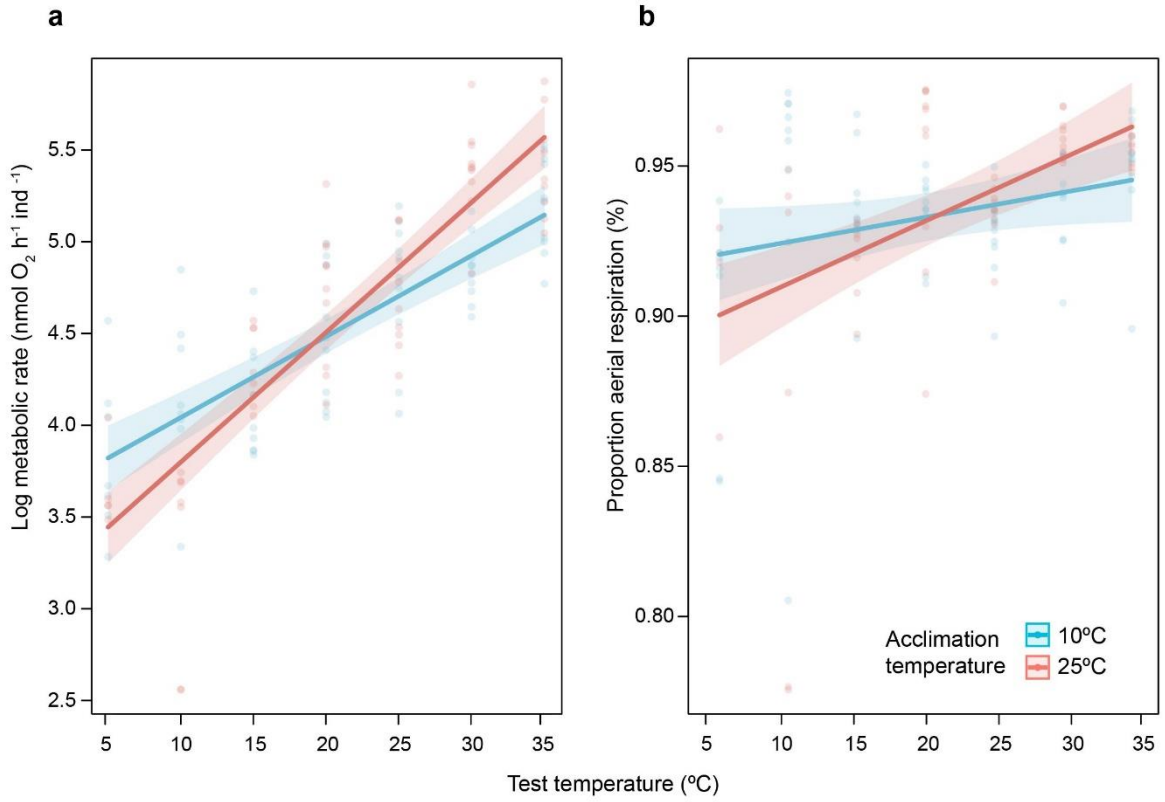 a
b
Log metabolic rate (nmol O2 h-1 ind -1)
5.5
5.0
4.5
4.0
3.5
3.0
2.5
5 10 15 20 25 30 35
Proportion aerial respiration (%)
0.95
0.90
0.85
0.80
Acclimation
temperature
10ºC
25ºC
5 10 15 20 25 30 35
Test temperature (ºC)